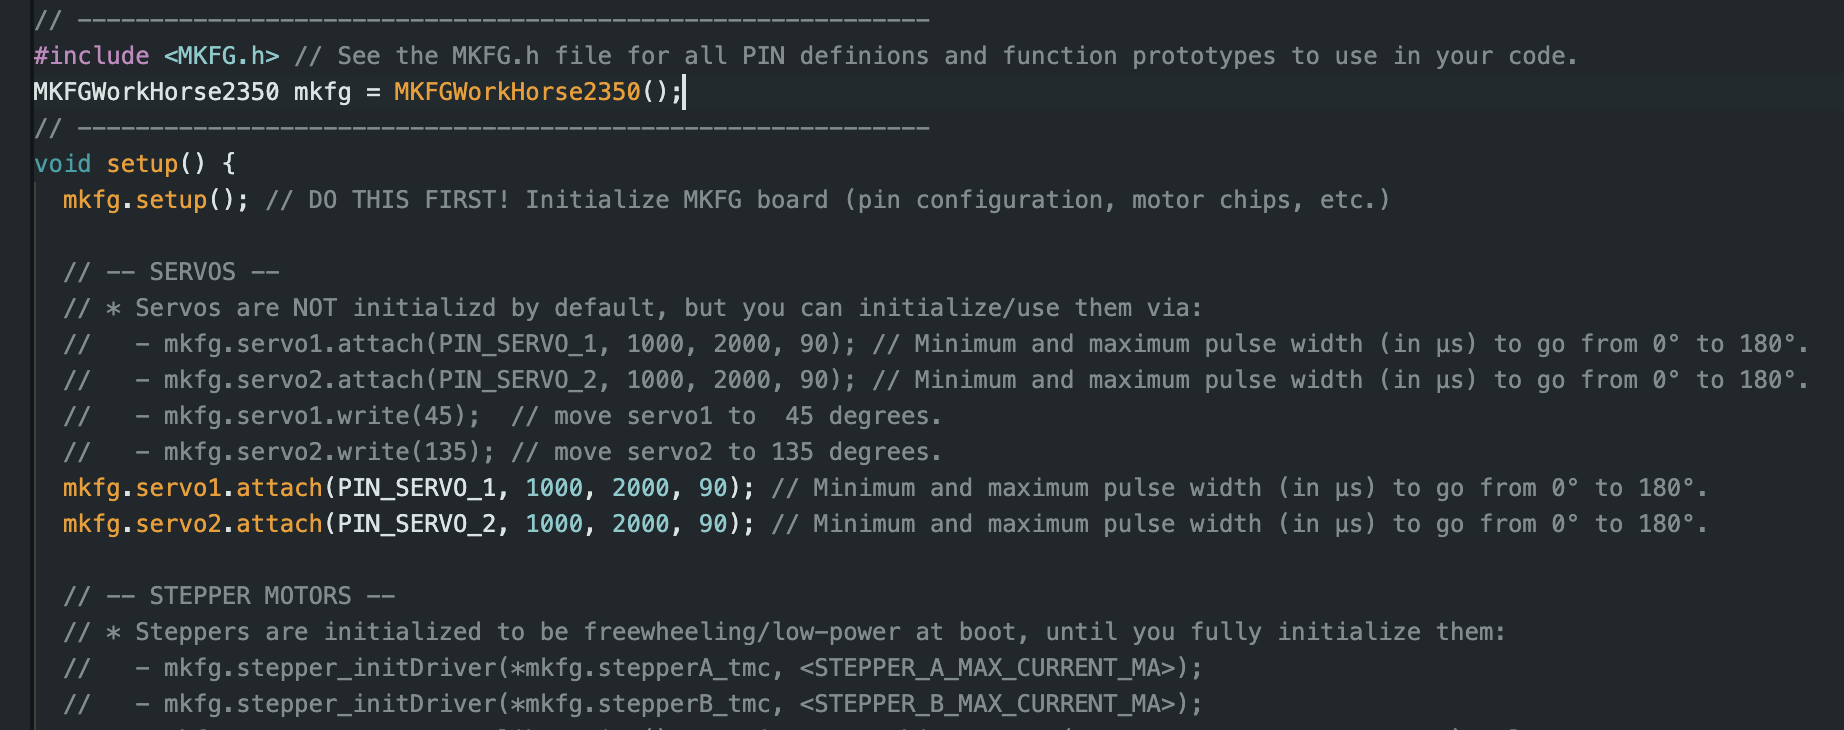 // -----------------------------------------------------------
#include <MKFG.h> // See the MKFG.h file for all PIN definions and function prototypes to use in your code.
MKFGWorkHorse2350 mkfg = MKFGWorkHorse2350();
// -----------------------------------------------------------
void setup() {
  mkfg.setup(); // DO THIS FIRST! Initialize MKFG board (pin configuration, motor chips, etc.)

  // -- SERVOS --
  // * Servos are NOT initializd by default, but you can initialize/use them via:
  //   - mkfg.servo1.attach(PIN_SERVO_1, 1000, 2000, 90); // Minimum and maximum pulse width (in µs) to go from 0° to 180°.
  //   - mkfg.servo2.attach(PIN_SERVO_2, 1000, 2000, 90); // Minimum and maximum pulse width (in µs) to go from 0° to 180°.
  //   - mkfg.servo1.write(45);  // move servo1 to  45 degrees.
  //   - mkfg.servo2.write(135); // move servo2 to 135 degrees.
  mkfg.servo1.attach(PIN_SERVO_1, 1000, 2000, 90); // Minimum and maximum pulse width (in µs) to go from 0° to 180°.
  mkfg.servo2.attach(PIN_SERVO_2, 1000, 2000, 90); // Minimum and maximum pulse width (in µs) to go from 0° to 180°.

  // -- STEPPER MOTORS --
  // * Steppers are initialized to be freewheeling/low-power at boot, until you fully initialize them:
  //   - mkfg.stepper_initDriver(*mkfg.stepperA_tmc, <STEPPER_A_MAX_CURRENT_MA>);
  //   - mkfg.stepper_initDriver(*mkfg.stepperB_tmc, <STEPPER_B_MAX_CURRENT_MA>);